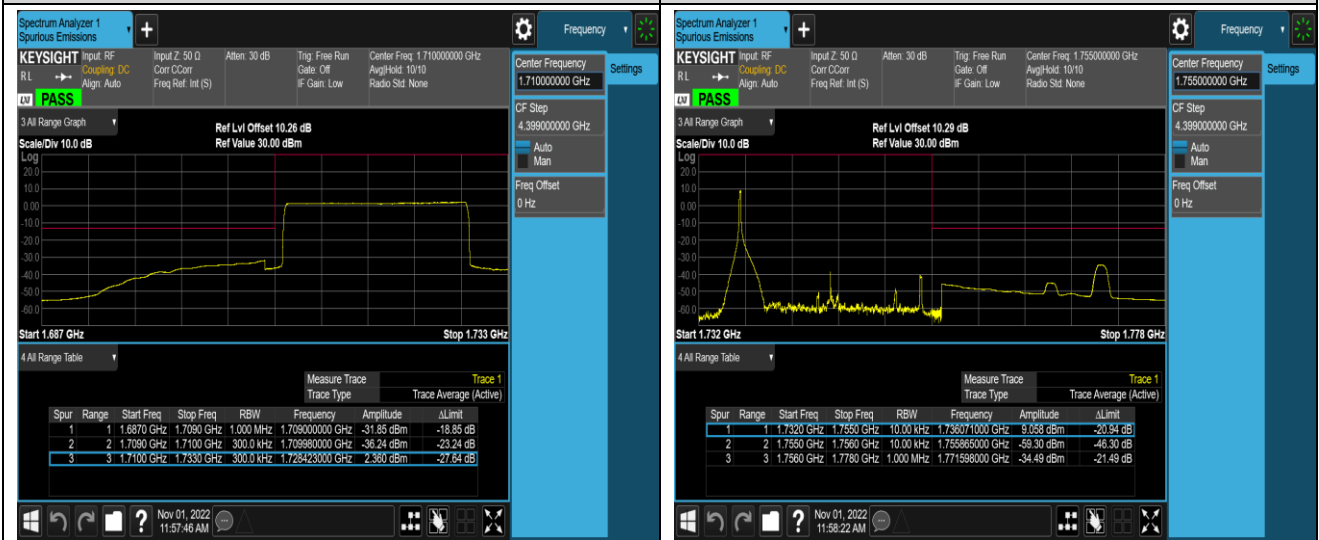 Spectrum Analyzer 1
Spurious Emissions
+
Frequency
KEYSIGHT Input: RF Input Z: 50 Ω Atten: 30 dB Trig: Free Run Center Freq: 1.710000000 GHz
RL Coupling: DC Corr CCorr Gate: Off Avg|Hold: 10/10
Align: Auto Freq Ref: Int (S) IF Gain: Low Radio Std: None
LXI PASS
3 All Range Graph
Ref Lvl Offset 10.26 dB
Scale/Div 10.0 dB Ref Value 30.00 dBm
Log
20.0
10.0
0.00
-10.0
-20.0
-30.0
-40.0
-50.0
-60.0
Start 1.687 GHz Stop 1.733 GHz
4 All Range Table
Measure Trace Trace 1
Trace Type Trace Average (Active)
Spur Range Start Freq Stop Freq RBW Frequency Amplitude ΔLimit
1 1 1.6870 GHz 1.7090 GHz 1.000 MHz 1.709000000 GHz -31.85 dBm -18.85 dB
2 2 1.7090 GHz 1.7100 GHz 300.0 kHz 1.709980000 GHz -36.24 dBm -23.24 dB
3 3 1.7100 GHz 1.7330 GHz 300.0 kHz 1.728423000 GHz 2.360 dBm -27.64 dB
? Nov 01, 2022
11:57:46 AM
Center Frequency
1.710000000 GHz
Settings
CF Step
4.399000000 GHz
Auto
Man
Freq Offset
0 Hz
Spectrum Analyzer 1
Spurious Emissions
+
Frequency
KEYSIGHT Input: RF Input Z: 50 Ω Atten: 30 dB Trig: Free Run Center Freq: 1.755000000 GHz
RL Coupling: DC Corr CCorr Gate: Off Avg|Hold: 10/10
Align: Auto Freq Ref: Int (S) IF Gain: Low Radio Std: None
LXI PASS
3 All Range Graph
Ref Lvl Offset 10.29 dB
Scale/Div 10.0 dB Ref Value 30.00 dBm
Log
20.0
10.0
0.00
-10.0
-20.0
-30.0
-40.0
-50.0
-60.0
Start 1.732 GHz Stop 1.778 GHz
4 All Range Table
Measure Trace Trace 1
Trace Type Trace Average (Active)
Spur Range Start Freq Stop Freq RBW Frequency Amplitude ΔLimit
1 1 1.7320 GHz 1.7550 GHz 10.00 kHz 1.736071000 GHz 9.058 dBm -20.94 dB
2 2 1.7550 GHz 1.7560 GHz 10.00 kHz 1.755865000 GHz -59.30 dBm -46.30 dB
3 3 1.7560 GHz 1.7780 GHz 1.000 MHz 1.771598000 GHz -34.49 dBm -21.49 dB
? Nov 01, 2022
11:58:22 AM
Center Frequency
1.755000000 GHz
Settings
CF Step
4.399000000 GHz
Auto
Man
Freq Offset
0 Hz